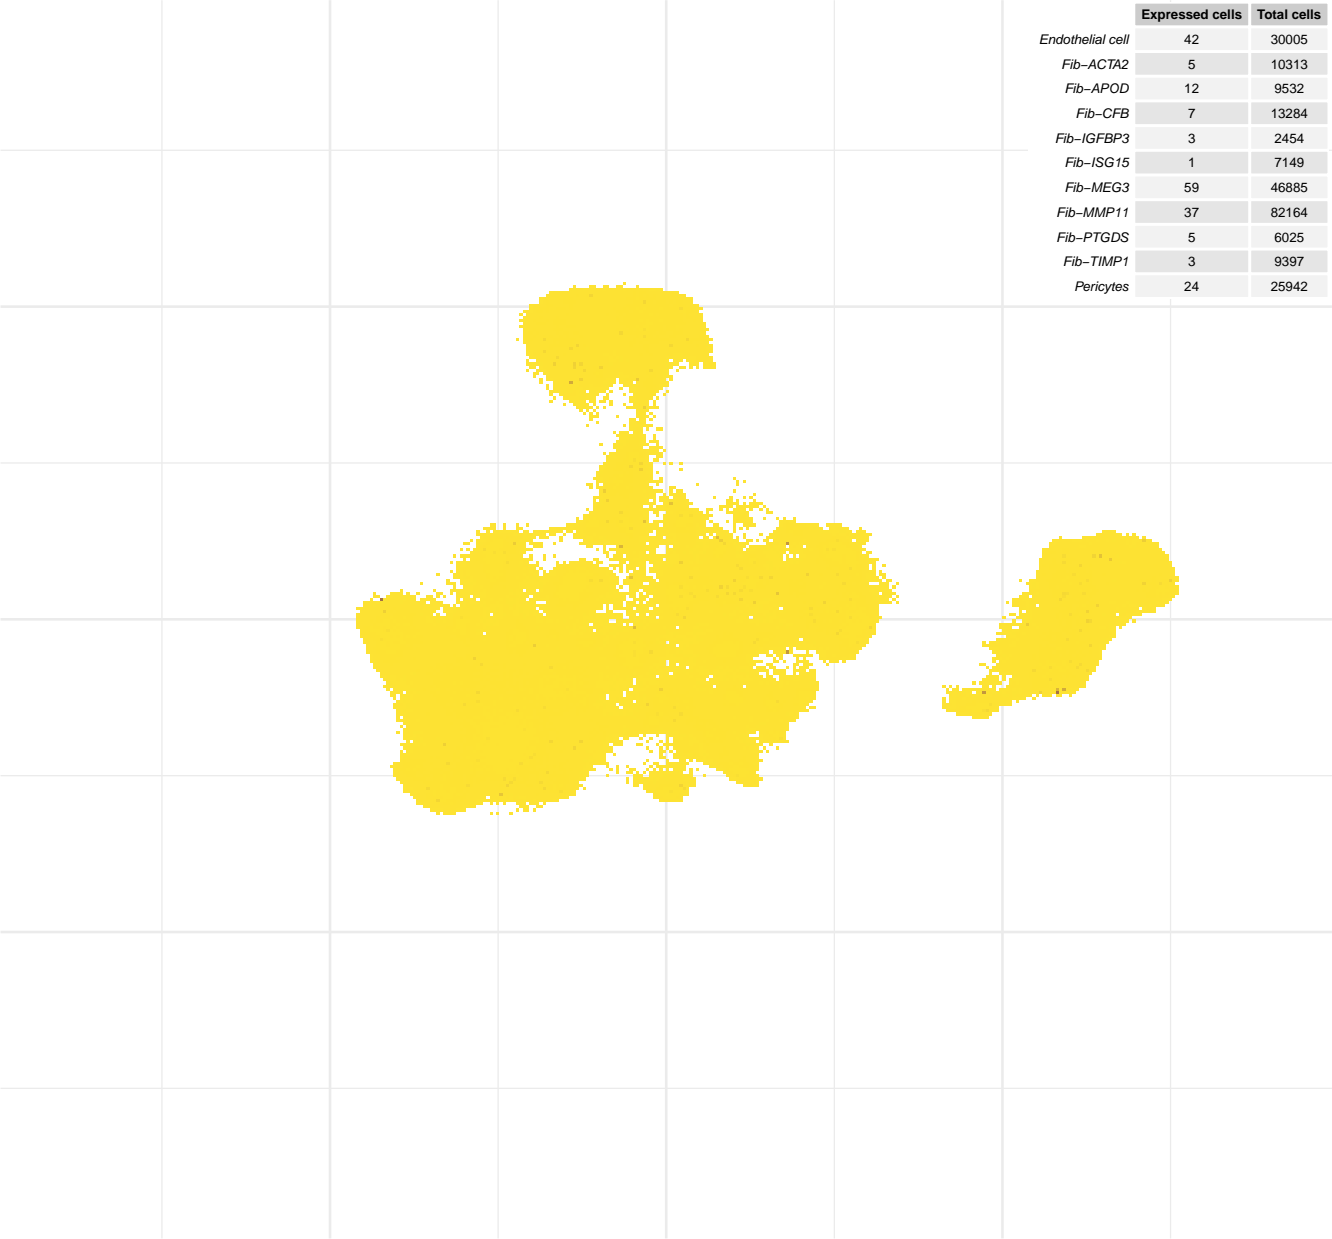 Expressed cells Total cells
Endothelial cell 42 30005
Fib−ACTA2 5 10313
Fib−APOD 12 9532
Fib−CFB 7 13284
Fib−IGFBP3 3 2454
Fib−ISG15 1 7149
Fib−MEG3 59 46885
Fib−MMP11 37 82164
Fib−PTGDS 5 6025
Fib−TIMP1 3 9397
Pericytes 24 25942